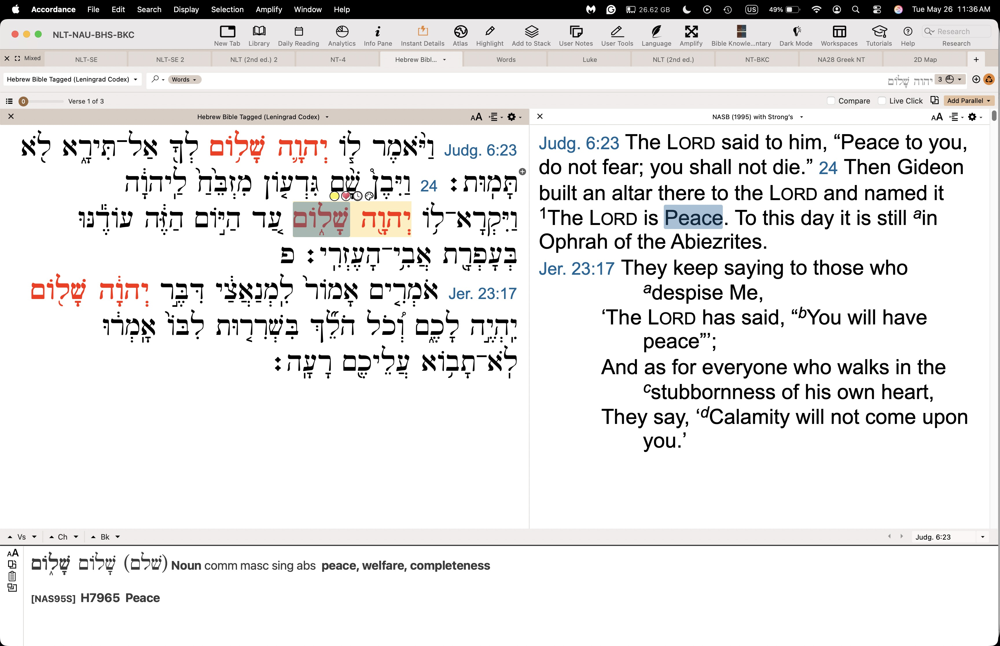 Accordance File Edit Search Display Selection Amplify Window Help 26.62 GB US 49% Tue May 26 11:36 AM
NLT-NAU-BHS-BKC New Tab Library Daily Reading Analytics Info Pane Instant Details Atlas Highlight Add to Stack User Notes User Tools Language Amplify Bible Knowle...ntary Dark Mode Workspaces Tutorials Help Research
Research
Mixed NLT-SE NLT-SE 2 NLT (2nd ed.) 2 NT-4 Hebrew Bibl... Words Luke NLT (2nd ed.) NT-BKC NA28 Greek NT 2D Map
Hebrew Bible Tagged (Leningrad Codex) Words יהוה שָׁלוֹם 3
0 Verse 1 of 3 Compare Live Click Add Parallel
Hebrew Bible Tagged (Leningrad Codex) AA
Judg. 6:23 וַיֹּ֨אמֶר ל֧וֹ יְהוָ֛ה שָׁל֥וֹם לְךָ֖ אַל־תִּירָ֑א לֹ֖א
תָּמֽוּת׃ 24 וַיִּבֶן֩ שָׁ֨ם גִּדְע֤וֹן מִזְבֵּ֙חַ֙ לַֽיהוָ֔ה
וַיִּקְרָא־ל֥וֹ יְהוָ֖ה שָׁל֑וֹם עַ֚ד הַיּ֣וֹם הַזֶּ֔ה עוֹדֶ֕נּוּ
בְּעָפְרָ֖ת אֲבִ֥י־הָעֶזְרִֽי׃ פ
Jer. 23:17 אֹמְרִ֤ים אָמוֹר֙ לִֽמְנַאֲצַ֔י דִּבֶּ֣ר יְהוָ֔ה שָׁל֖וֹם
יִֽהְיֶ֣ה לָכֶ֑ם וְ֠כֹל הֹלֵ֞ךְ בִּשְׁרִר֤וּת לִבּוֹ֙ אָֽמְר֔וּ
לֹֽא־תָב֥וֹא עֲלֵיכֶ֖ם רָעָֽה׃
NASB (1995) with Strong’s AA
Judg. 6:23 The LORD said to him, “Peace to you,
do not fear; you shall not die.” 24 Then Gideon
built an altar there to the LORD and named it
1The LORD is Peace. To this day it is still ain
Ophrah of the Abiezrites.
Jer. 23:17 They keep saying to those who
adespise Me,
‘The LORD has said, “bYou will have
peace”’;
And as for everyone who walks in the
cstubbornness of his own heart,
They say, ‘dCalamity will not come upon
you.’
Vs Ch Bk Judg. 6:23
AA שָׁל֑וֹם שָׁלוֹם (שׁלם) Noun comm masc sing abs peace, welfare, completeness
[NAS95S] H7965 Peace